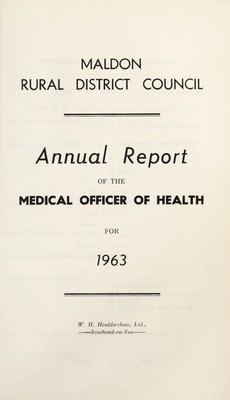 MALDON
RURAL DISTRICT COUNCIL
Annual Report
OF THE
MEDICAL OFFICER OF HEALTH
FOR
1963
W. H. Houldershaw, Ltd.,
Southend-on-Sea